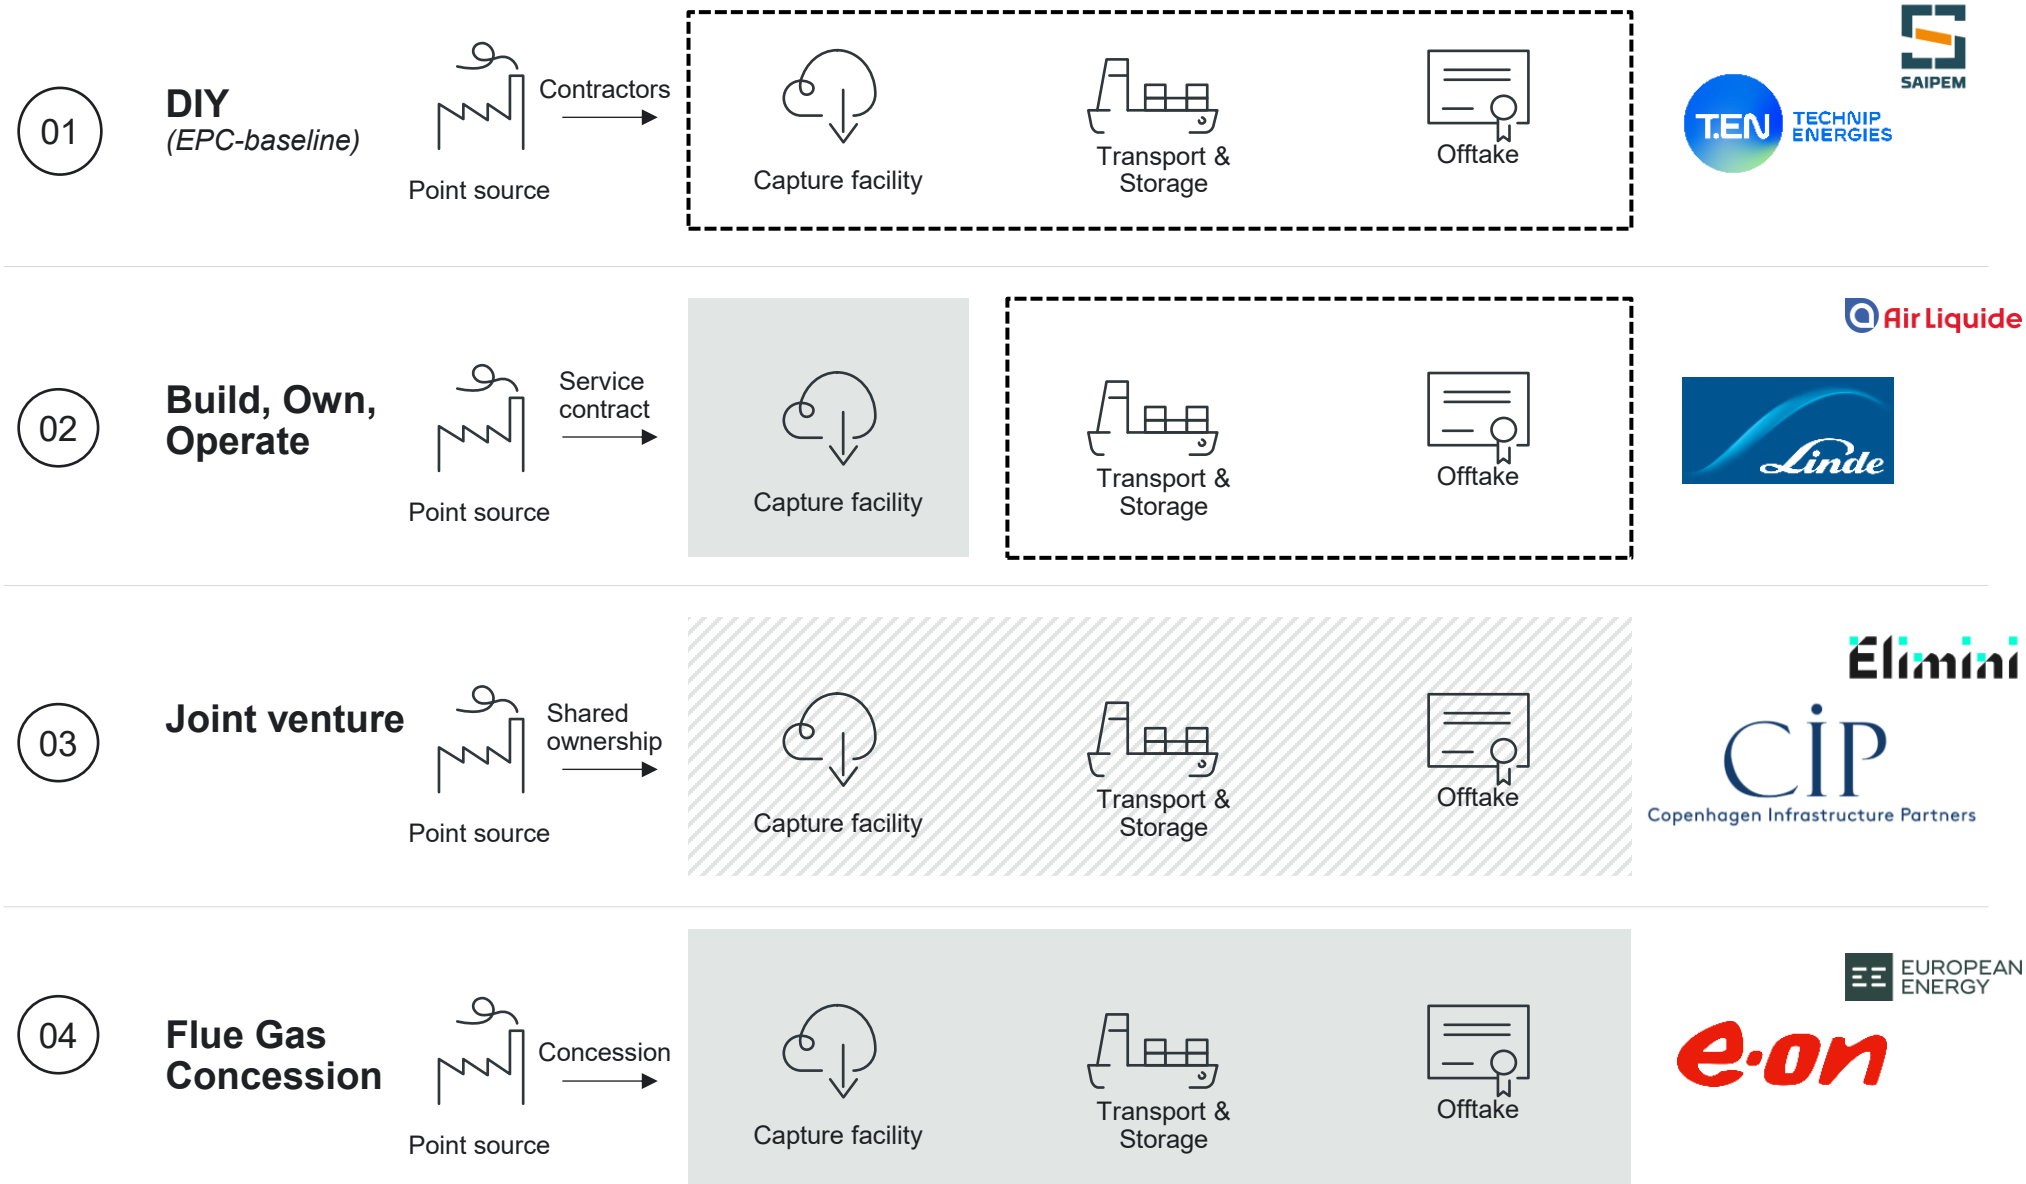 01
DIY
(EPC-baseline)
Point source
Contractors
Capture facility
Transport &
Storage
Offtake
SAIPEM
T.EN
TECHNIP
ENERGIES
02
Build, Own,
Operate
Point source
Service
contract
Capture facility
Transport &
Storage
Offtake
Air Liquide
Linde
03
Joint venture
Point source
Shared
ownership
Capture facility
Transport &
Storage
Offtake
Elimini
CIP
Copenhagen Infrastructure Partners
04
Flue Gas
Concession
Point source
Concession
Capture facility
Transport &
Storage
Offtake
EUROPEAN
ENERGY
e·on